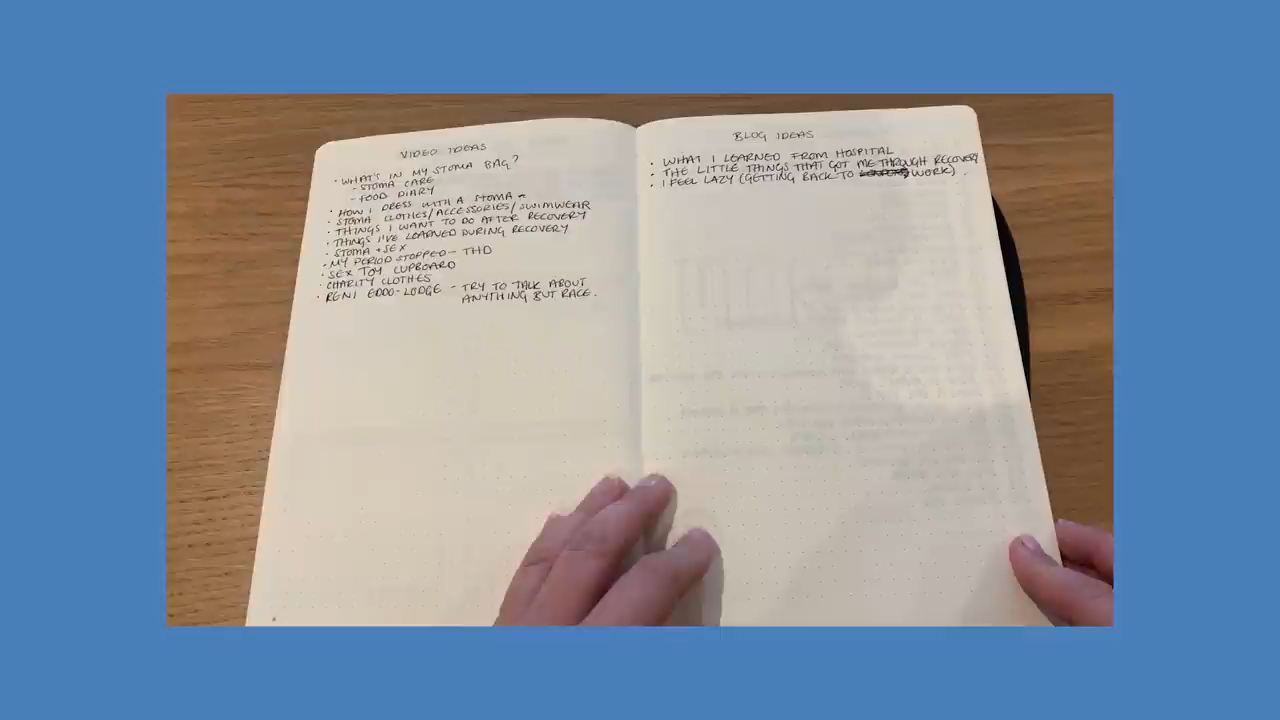 VIDEO IDEAS
· WHAT'S IN MY STOMA BAG?
- STOMA CARE
- FOOD DIARY
· HOW I DRESS WITH A STOMA
· STOMA CLOTHES/ACCESSORIES/SWIMWEAR
· THINGS I WANT TO DO AFTER RECOVERY
· THINGS I'VE LEARNED DURING RECOVERY
· STOMA + SEX
· MY PERIOD STOPPED - THD
· SEX TOY CUPBOARD
· CHARITY CLOTHES
· RENI EDDO-LODGE - TRY TO TALK ABOUT
ANYTHING BUT RACE.
BLOG IDEAS
· WHAT I LEARNED FROM HOSPITAL
· THE LITTLE THINGS THAT GOT ME THROUGH RECOVERY
· I FEEL LAZY (GETTING BACK TO WORK).